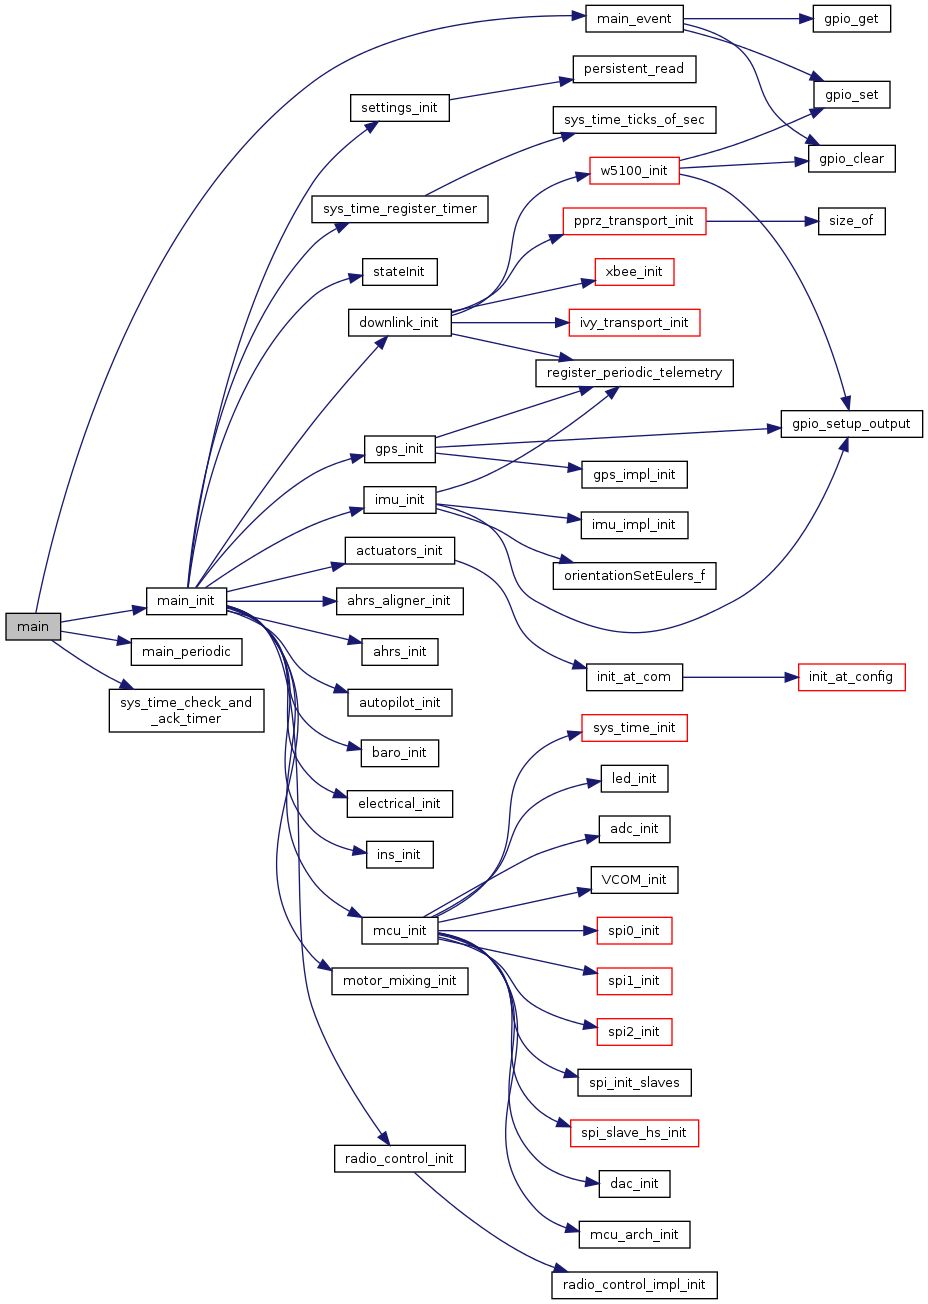 main_event
gpio_get
persistent_read
gpio_set
settings_init
sys_time_ticks_of_sec
gpio_clear
w5100_init
sys_time_register_timer
pprz_transport_init
size_of
stateInit
xbee_init
downlink_init
ivy_transport_init
register_periodic_telemetry
gpio_setup_output
gps_init
gps_impl_init
imu_init
imu_impl_init
actuators_init
orientationSetEulers_f
main_init
ahrs_aligner_init
main
main_periodic
ahrs_init
init_at_com
init_at_config
sys_time_check_and
_ack_timer
autopilot_init
sys_time_init
baro_init
led_init
electrical_init
adc_init
ins_init
VCOM_init
mcu_init
spi0_init
motor_mixing_init
spi1_init
spi2_init
spi_init_slaves
spi_slave_hs_init
radio_control_init
dac_init
mcu_arch_init
radio_control_impl_init